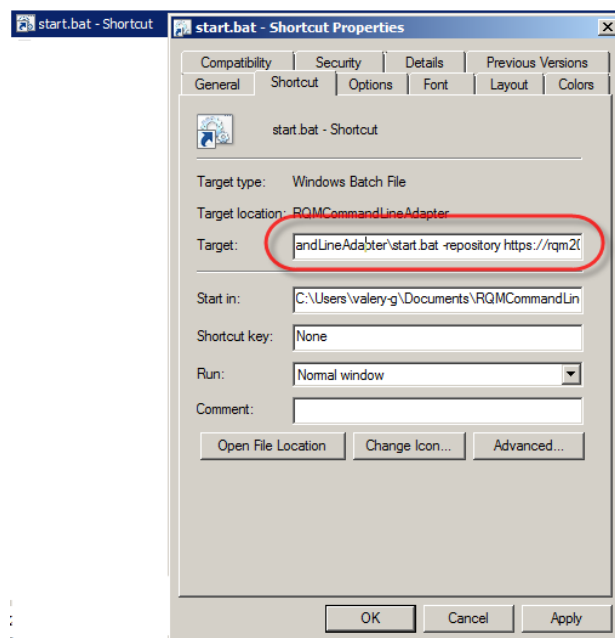 start.bat - Shortcut
start.bat - Shortcut Properties
Compatibility Security Details Previous Versions
General Shortcut Options Font Layout Colors
start.bat - Shortcut
Target type: Windows Batch File
Target location: RQMCommandLineAdapter
Target: andLineAdapter\start.bat -repository https://rqm20
Start in: C:\Users\valery-g\Documents\RQMCommandLin
Shortcut key: None
Run: Normal window
Comment:
Open File Location Change Icon... Advanced...
OK Cancel Apply